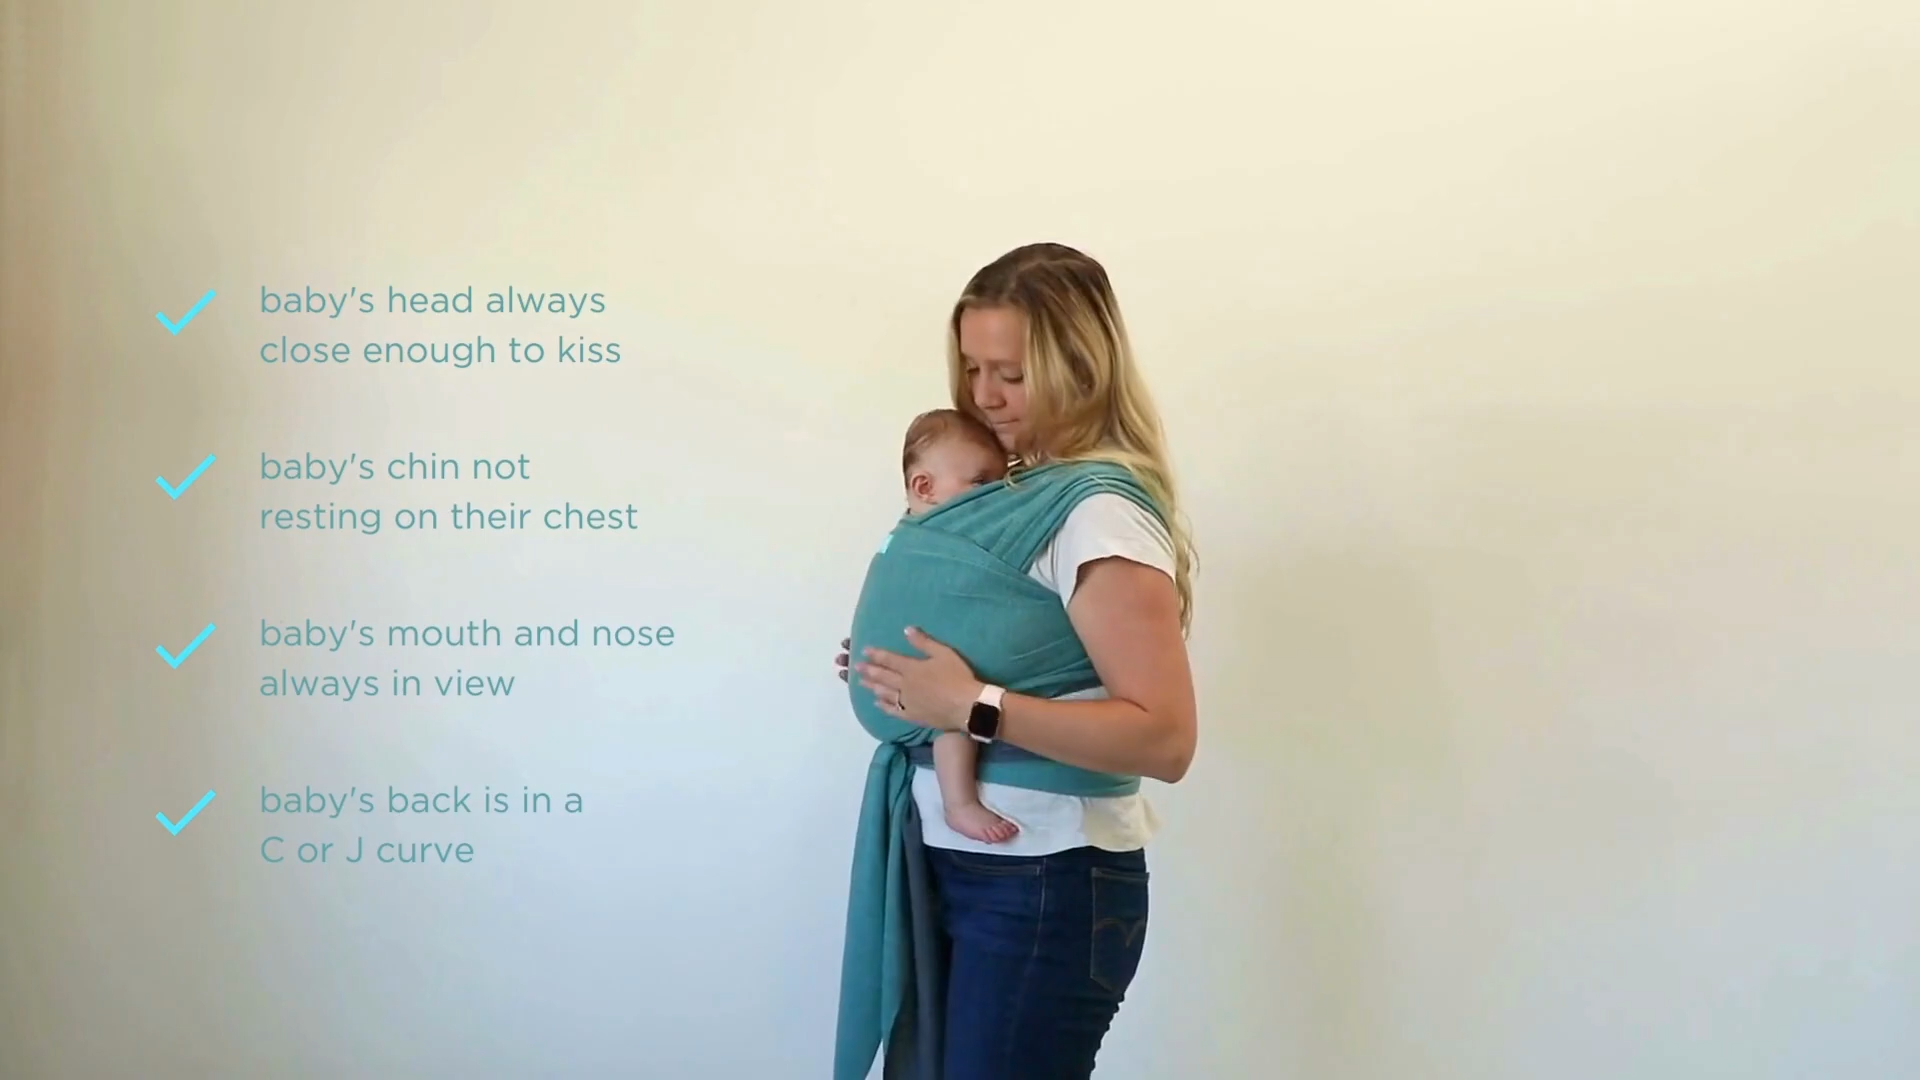 baby's head always
close enough to kiss
baby's chin not
resting on their chest
baby's mouth and nose
always in view
baby's back is in a
C or J curve